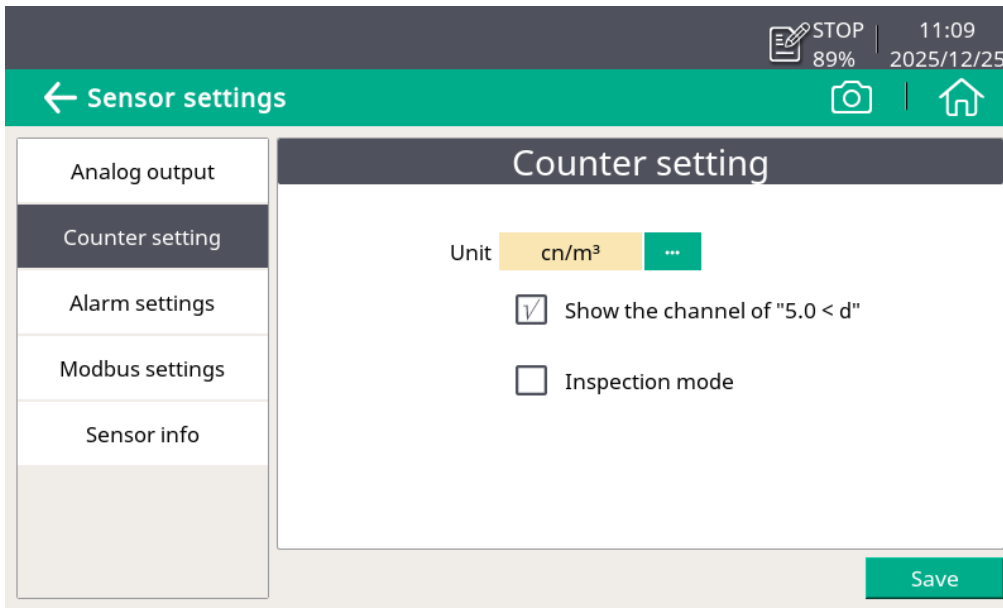 STOP
89%
11:09
2025/12/25
Sensor settings
Analog output
Counter setting
Alarm settings
Modbus settings
Sensor info
Counter setting
Unit cn/m³ ...
√ Show the channel of "5.0 < d"
Inspection mode
Save